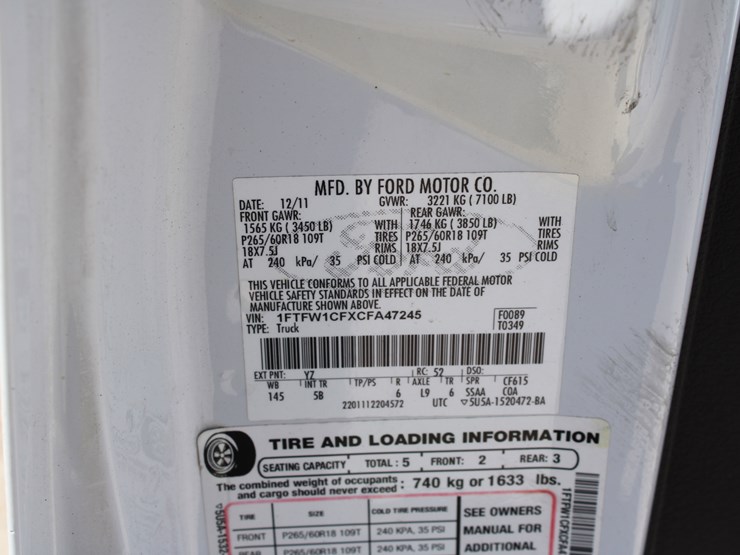 MFD. BY FORD MOTOR CO.
DATE: 12/11 GVWR: 3221 KG ( 7100 LB)
FRONT GAWR: REAR GAWR:
1565 KG ( 3450 LB) WITH 1746 KG ( 3850 LB) WITH
P265/60R18 109T TIRES P265/60R18 109T TIRES
18X7.5J RIMS 18X7.5J RIMS
AT 240 kPa/ 35 PSI COLD AT 240 kPa/ 35 PSI COLD
THIS VEHICLE CONFORMS TO ALL APPLICABLE FEDERAL MOTOR
VEHICLE SAFETY STANDARDS IN EFFECT ON THE DATE OF
MANUFACTURE SHOWN ABOVE.
VIN: 1FTFW1CFXCFA47245 F0089
TYPE: Truck T0349
EXT PNT: YZ RC: 52 DSO:
WB INT TR TP/PS R AXLE TR SPR CF615
145 5B 6 L9 6 SSAA COA
2201112204572 UTC ▽5U5A-1520472-BA
TIRE AND LOADING INFORMATION
SEATING CAPACITY TOTAL : 5 FRONT: 2 REAR: 3
The combined weight of occupants : 740 kg or 1633 lbs.
and cargo should never exceed
TIRE SIZE COLD TIRE PRESSURE SEE OWNERS
FRONT P265/60R18 109T 240 KPA, 35 PSI MANUAL FOR
REAR P265/60R18 109T 240 KPA, 35 PSI ADDITIONAL